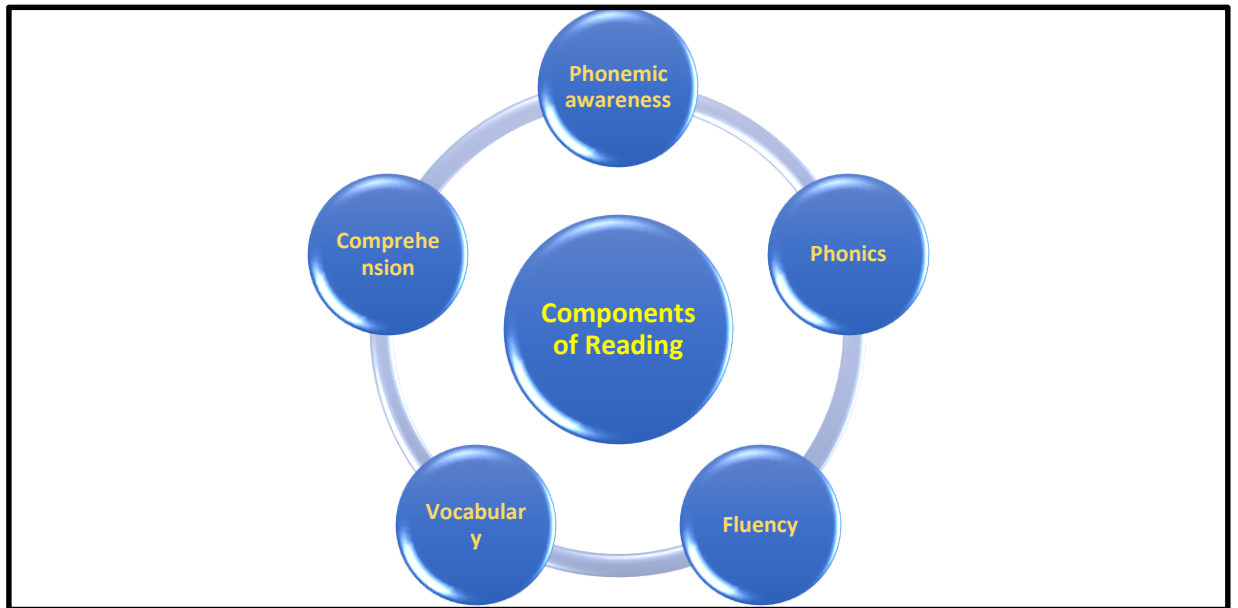 Phonemic
awareness
Phonics
Fluency
Vocabular
y
Comprehe
nsion
Components
of Reading